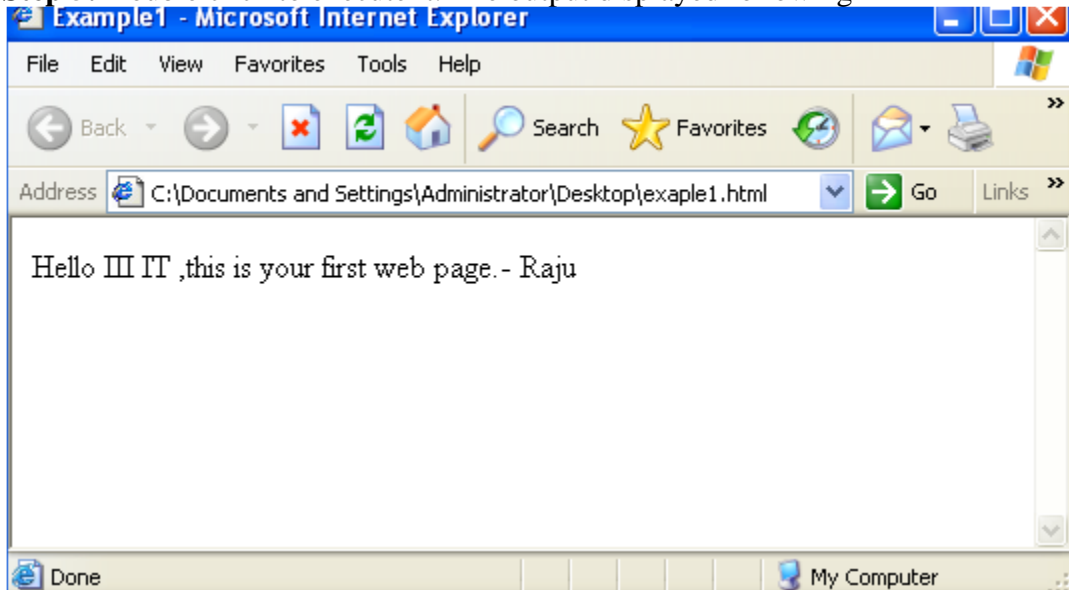 Example1 - Microsoft Internet Explorer
File Edit View Favorites Tools Help
Back Search Favorites »
Address C:\Documents and Settings\Administrator\Desktop\exaple1.html Go Links »
Hello III IT ,this is your first web page.- Raju
Done My Computer